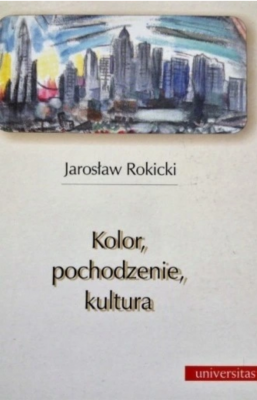 Jarosław Rokicki
Kolor,
pochodzenie,
kultura
universitas